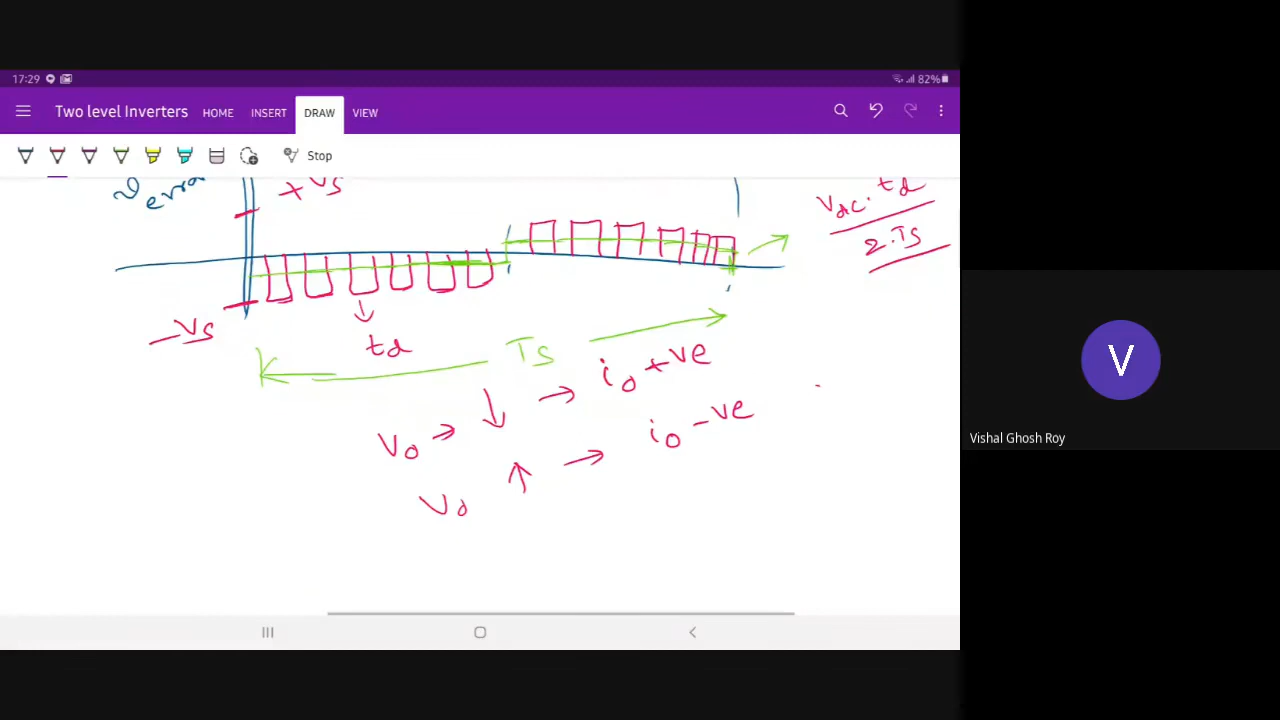 17:29 82%
Two level Inverters HOME INSERT DRAW VIEW
Stop
+Vs
Vdc. td
2. Ts
-Vs
td
Ts
Vo → ↓ → io +ve
Vo ↑ → io -ve
V
Vishal Ghosh Roy